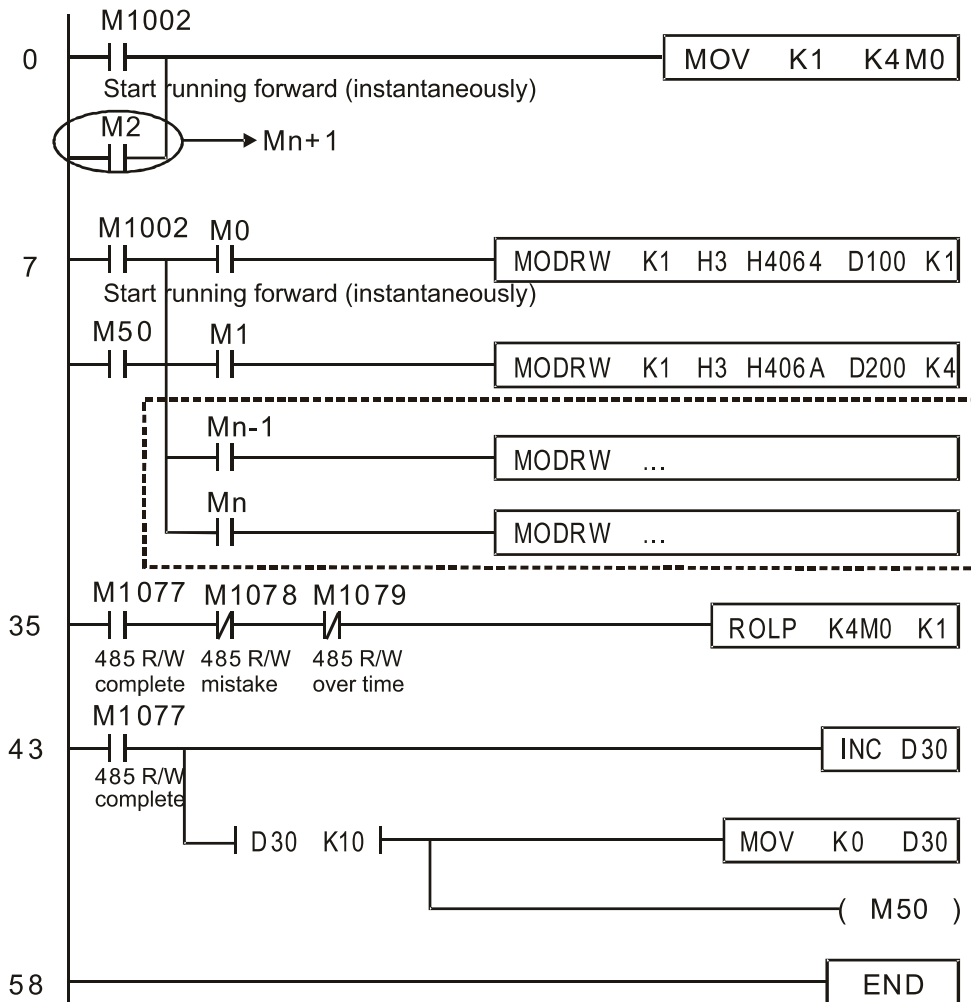 M1002
0
MOV K1 K4M0
Start running forward (instantaneously)
M2
Mn+1
M1002 M0
7
MODRW K1 H3 H4064 D100 K1
Start running forward (instantaneously)
M50 M1
MODRW K1 H3 H406A D200 K4
Mn-1
MODRW ...
Mn
MODRW ...
M1077 M1078 M1079
35
ROLP K4M0 K1
485 R/W 485 R/W 485 R/W
complete mistake over time
M1077
43
INC D30
485 R/W
complete
D30 K10
MOV K0 D30
( M50 )
58
END